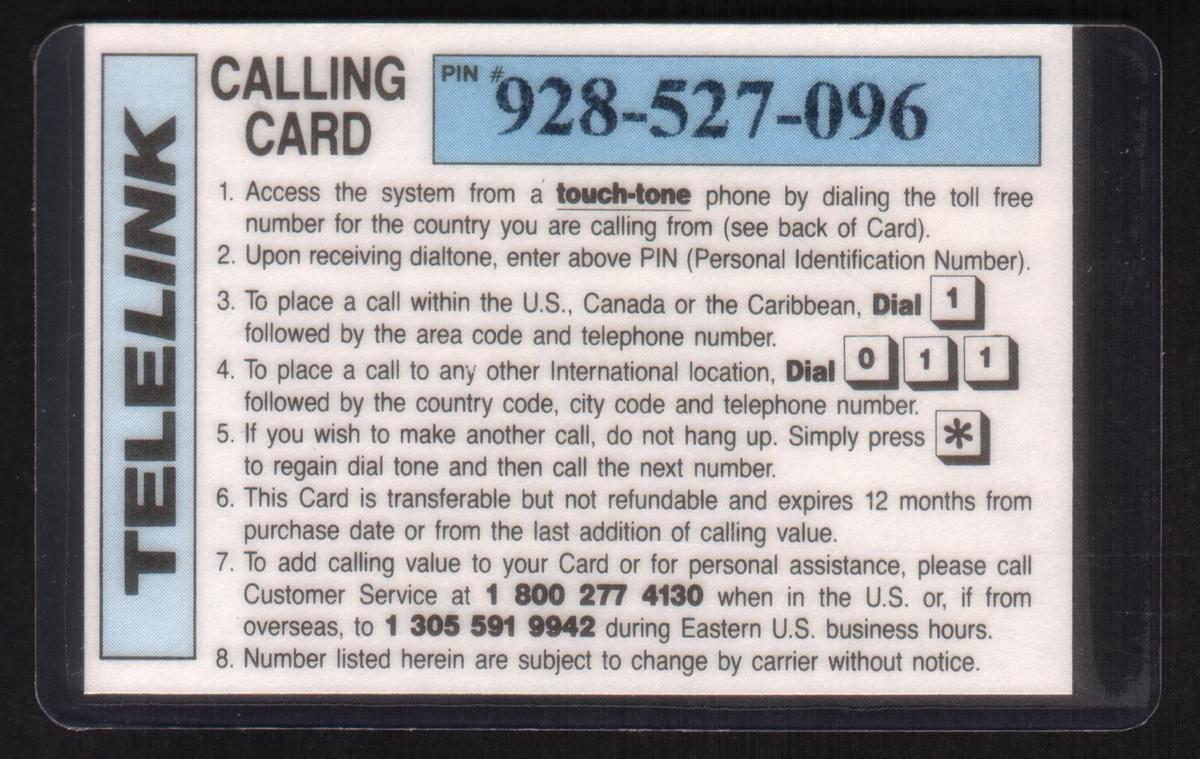 TELELINK
CALLING
CARD
PIN #
928-527-096
1. Access the system from a touch-tone phone by dialing the toll free
number for the country you are calling from (see back of Card).
2. Upon receiving dialtone, enter above PIN (Personal Identification Number).
3. To place a call within the U.S., Canada or the Caribbean, Dial 1
followed by the area code and telephone number.
4. To place a call to any other International location, Dial 0 1 1
followed by the country code, city code and telephone number.
5. If you wish to make another call, do not hang up. Simply press *
to regain dial tone and then call the next number.
6. This Card is transferable but not refundable and expires 12 months from
purchase date or from the last addition of calling value.
7. To add calling value to your Card or for personal assistance, please call
Customer Service at 1 800 277 4130 when in the U.S. or, if from
overseas, to 1 305 591 9942 during Eastern U.S. business hours.
8. Number listed herein are subject to change by carrier without notice.